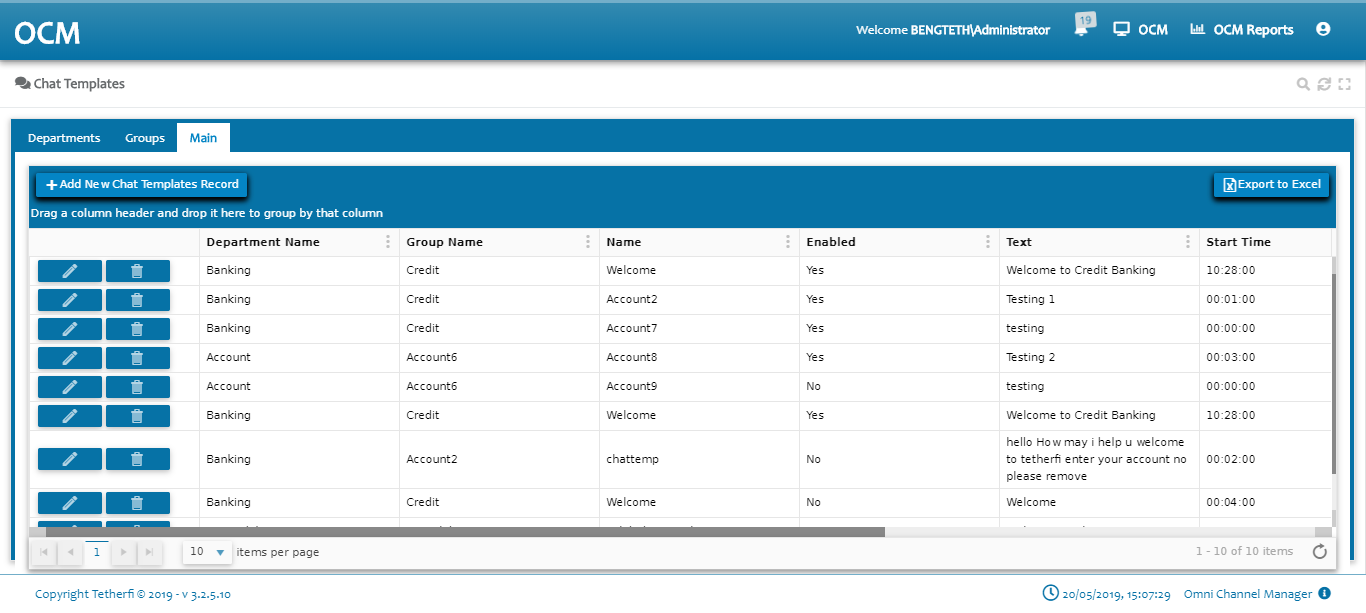 OCM
Welcome BENGTETH\Administrator 19 OCM OCM Reports
Chat Templates
Departments Groups Main
Add New Chat Templates Record Export to Excel
Drag a column header and drop it here to group by that column
Department Name Group Name Name Enabled Text Start Time
Banking Credit Welcome Yes Welcome to Credit Banking 10:28:00
Banking Credit Account2 Yes Testing 1 00:01:00
Banking Credit Account7 Yes testing 00:00:00
Account Account6 Account8 Yes Testing 2 00:03:00
Account Account6 Account9 No testing 00:00:00
Banking Credit Welcome Yes Welcome to Credit Banking 10:28:00
Banking Account2 chattemp No hello How may i help u welcome
to tetherfi enter your account no
please remove
00:02:00
Banking Credit Welcome No Welcome 00:04:00
1 10 items per page 1 - 10 of 10 items
Copyright Tetherfi © 2019 - v 3.2.5.10 20/05/2019, 15:07:29 Omni Channel Manager